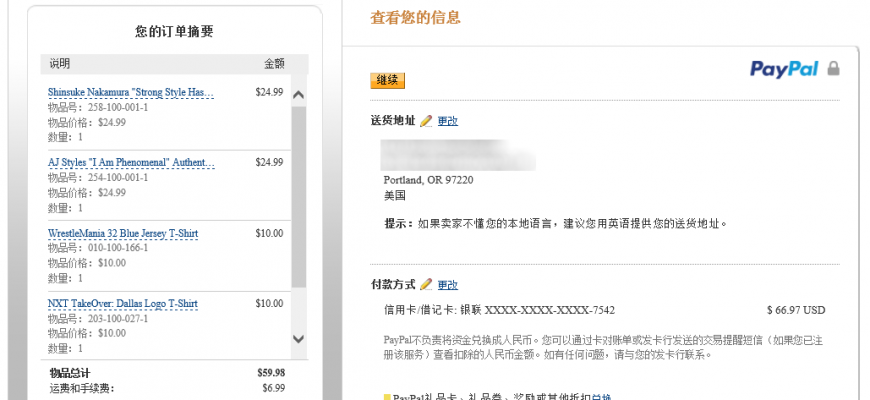 您的订单摘要
说明 金额
Shinsuke Nakamura "Strong Style Has… $24.99
物品号: 258-100-001-1
物品价格: $24.99
数量: 1
AJ Styles "I Am Phenomenal" Authent… $24.99
物品号: 254-100-001-1
物品价格: $24.99
数量: 1
WrestleMania 32 Blue Jersey T-Shirt $10.00
物品号: 010-100-166-1
物品价格: $10.00
数量: 1
NXT TakeOver: Dallas Logo T-Shirt $10.00
物品号: 203-100-027-1
物品价格: $10.00
数量: 1
物品总计 $59.98
运费和手续费: $6.99
查看您的信息
PayPal
继续
送货地址 更改
Portland, OR 97220
美国
提示：如果卖家不懂您的本地语言，建议您用英语提供您的送货地址。
付款方式 更改
信用卡/借记卡: 银联 XXXX-XXXX-XXXX-7542 $ 66.97 USD
PayPal不负责将资金兑换成人民币。您可以通过卡对账单或发卡行发送的交易提醒短信（如果您已注
册该服务）查看扣除的人民币金额。如有任何问题，请与您的发卡行联系。
PayPal礼品卡、礼品券、奖励或其他折扣兑换